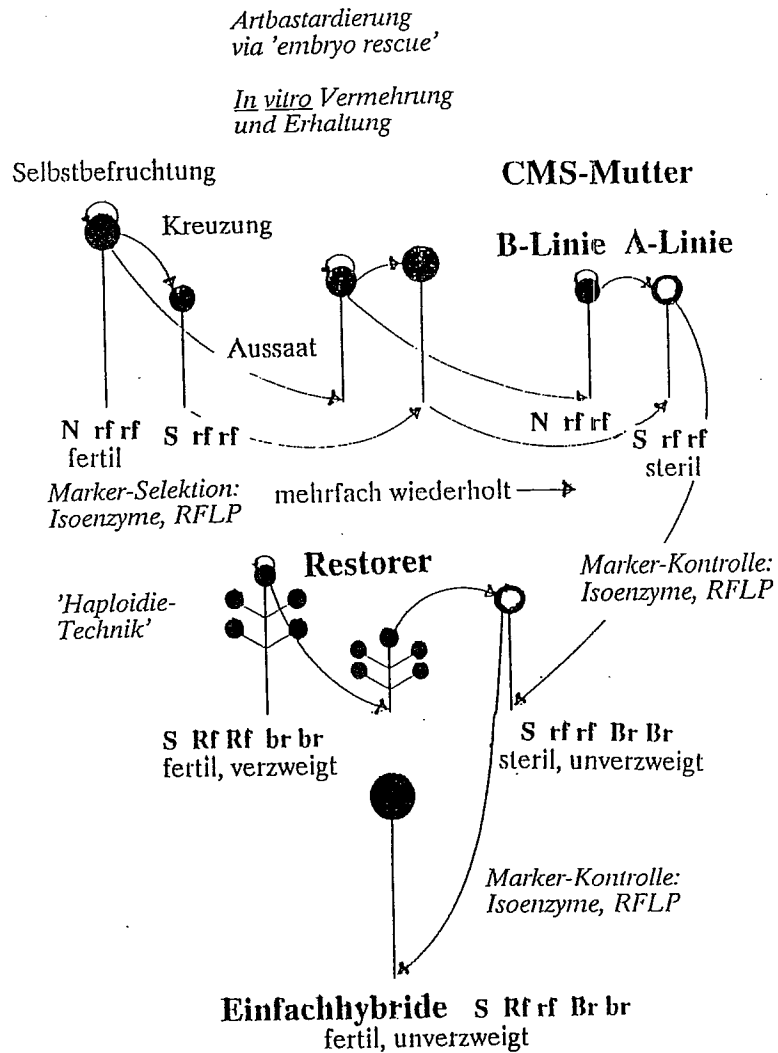 Artbastardierung
via 'embryo rescue'
In vitro Vermehrung
und Erhaltung
Selbstbefruchtung
CMS-Mutter
Kreuzung
B-Linie A-Linie
Aussaat
N rf rf
fertil
S rf rf
N rf rf
S rf rf
steril
Marker-Selektion:
Isoenzyme, RFLP
mehrfach wiederholt
Restorer
Marker-Kontrolle:
Isoenzyme, RFLP
'Haploidie-
Technik'
S Rf Rf br br
fertil, verzweigt
S rf rf Br Br
steril, unverzweigt
Marker-Kontrolle:
Isoenzyme, RFLP
Einfachhybride S Rf rf Br br
fertil, unverzweigt